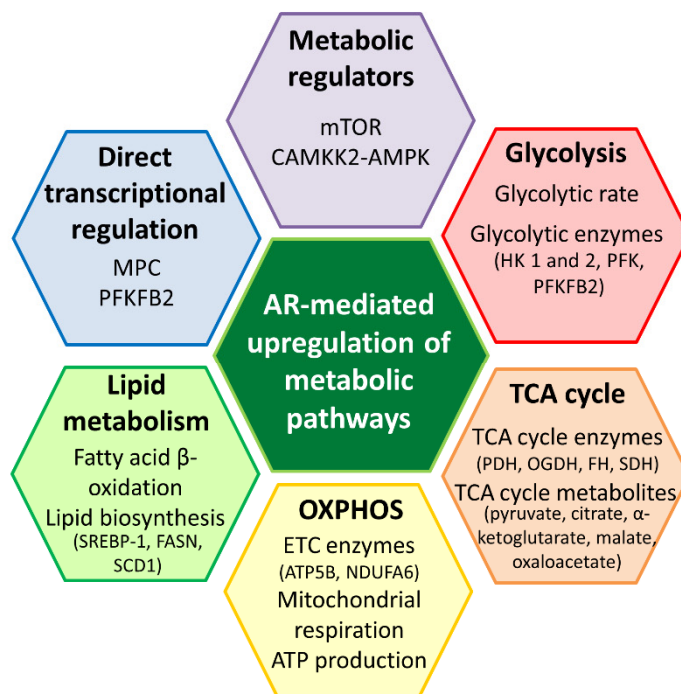 Metabolic
regulators
mTOR
CAMKK2-AMPK
Direct
transcriptional
regulation
MPC
PFKFB2
Glycolysis
Glycolytic rate
Glycolytic enzymes
(HK 1 and 2, PFK,
PFKFB2)
AR-mediated
upregulation of
metabolic
pathways
Lipid
metabolism
Fatty acid β-
oxidation
Lipid biosynthesis
(SREBP-1, FASN,
SCD1)
TCA cycle
TCA cycle enzymes
(PDH, OGDH, FH, SDH)
TCA cycle metabolites
(pyruvate, citrate, α-
ketoglutarate, malate,
oxaloacetate)
OXPHOS
ETC enzymes
(ATP5B, NDUFA6)
Mitochondrial
respiration
ATP production